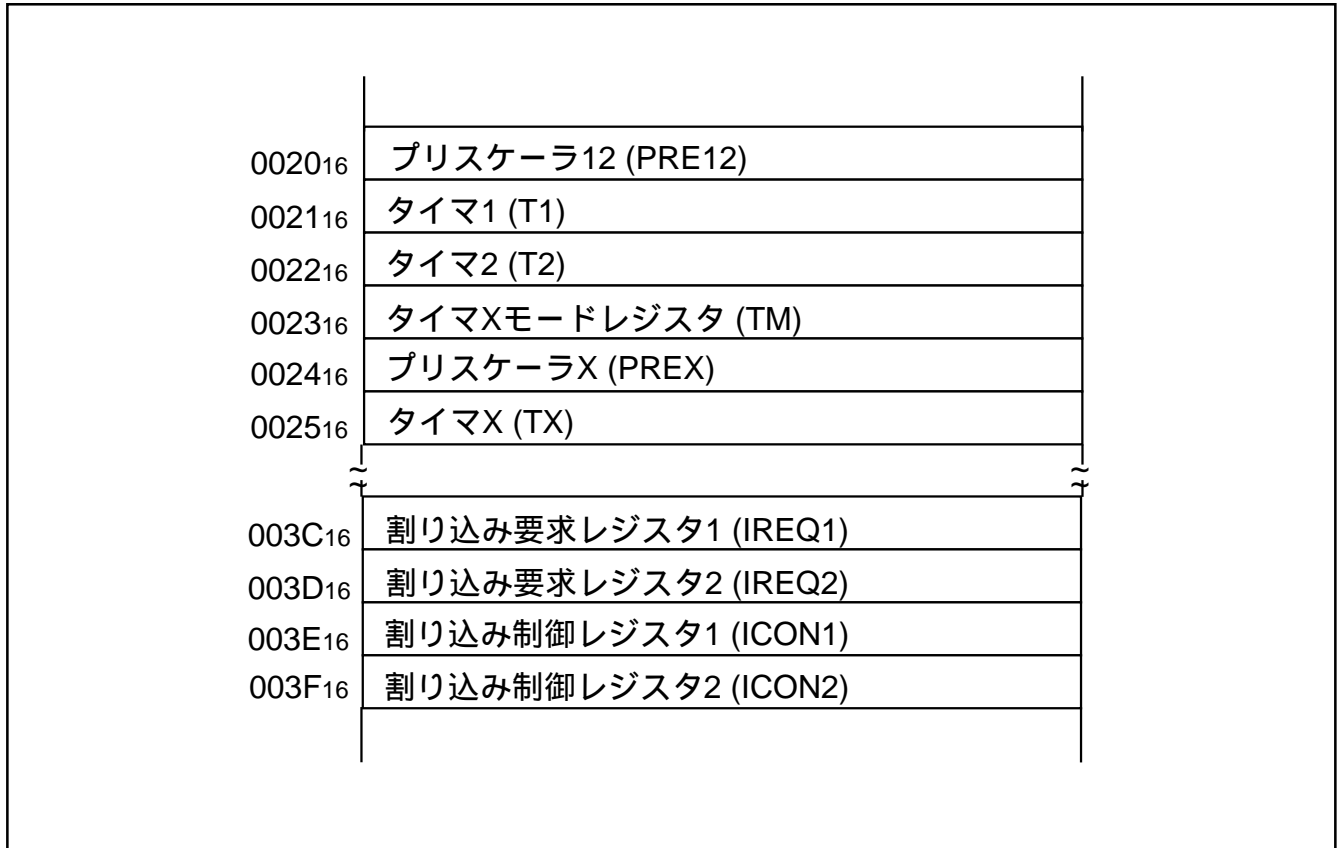 0020₁₆ プリスケーラ12 (PRE12)
0021₁₆ タイマ1 (T1)
0022₁₆ タイマ2 (T2)
0023₁₆ タイマXモードレジスタ (TM)
0024₁₆ プリスケーラX (PREX)
0025₁₆ タイマX (TX)
003C₁₆ 割り込み要求レジスタ1 (IREQ1)
003D₁₆ 割り込み要求レジスタ2 (IREQ2)
003E₁₆ 割り込み制御レジスタ1 (ICON1)
003F₁₆ 割り込み制御レジスタ2 (ICON2)